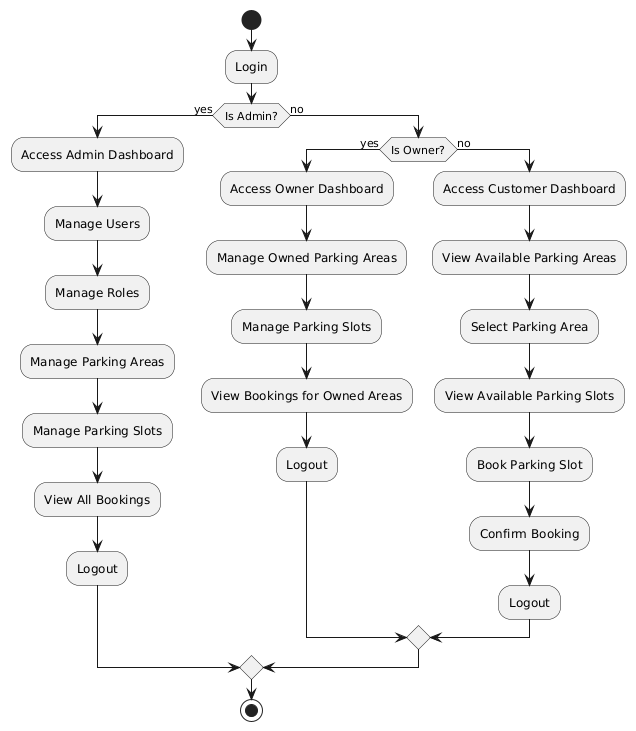 Login
Is Admin?
yes
no
Access Admin Dashboard
Manage Users
Manage Roles
Manage Parking Areas
Manage Parking Slots
View All Bookings
Logout
Is Owner?
yes
no
Access Owner Dashboard
Manage Owned Parking Areas
Manage Parking Slots
View Bookings for Owned Areas
Logout
Access Customer Dashboard
View Available Parking Areas
Select Parking Area
View Available Parking Slots
Book Parking Slot
Confirm Booking
Logout